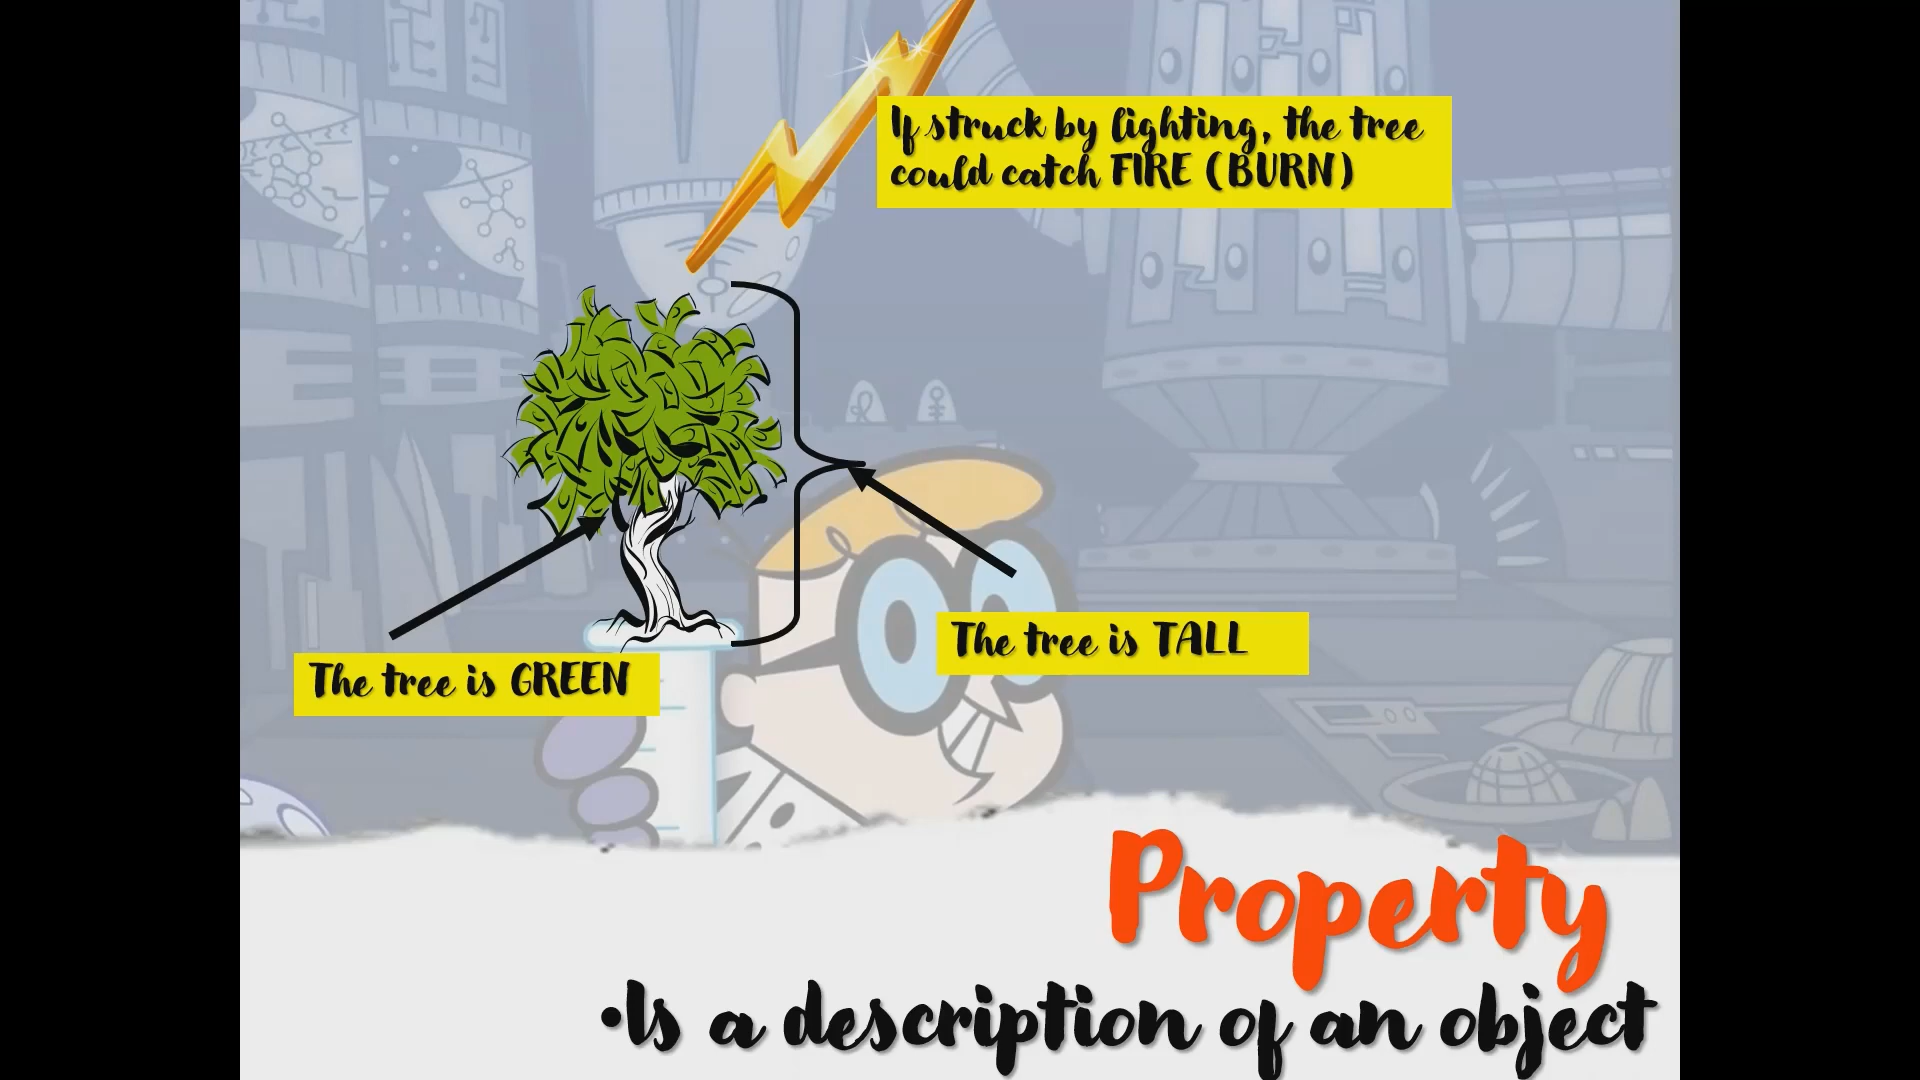 If struck by lighting, the tree
could catch FIRE (BURN)
The tree is TALL
The tree is GREEN
Property
•Is a description of an object